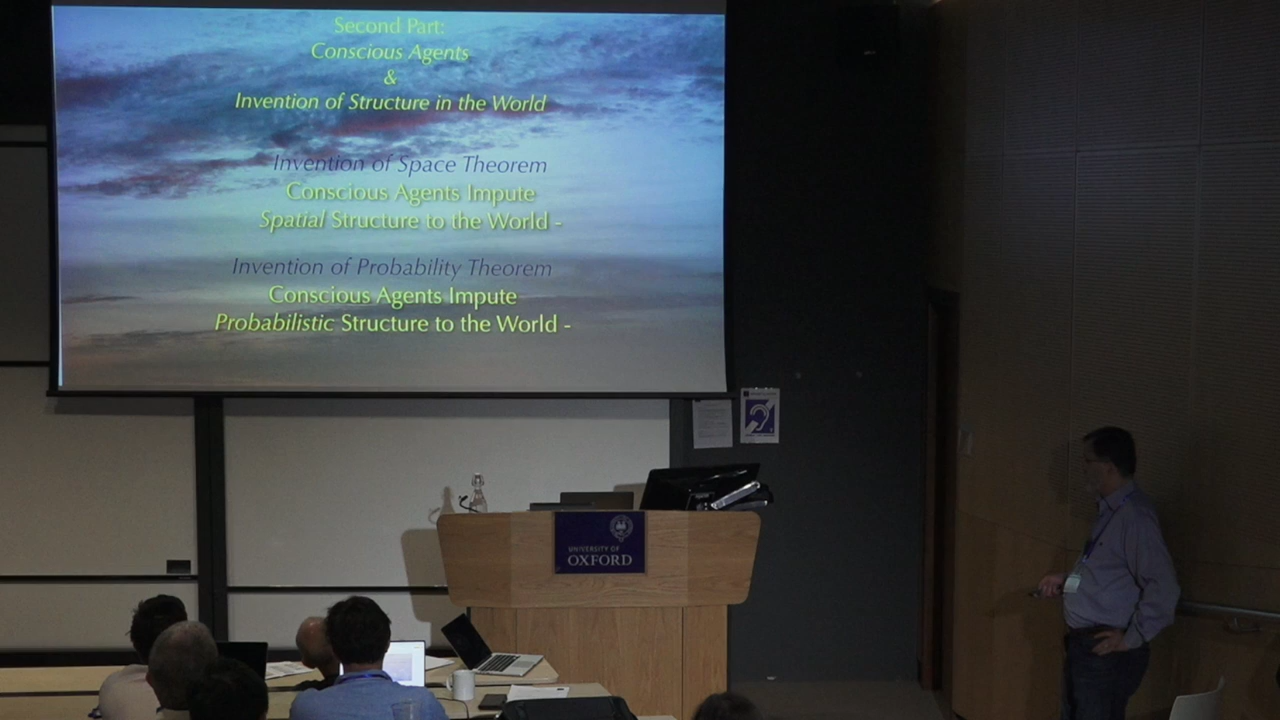 Second Part:
Conscious Agents
&
Invention of Structure in the World
Invention of Space Theorem
Conscious Agents Impute
Spatial Structure to the World -
Invention of Probability Theorem
Conscious Agents Impute
Probabilistic Structure to the World -
UNIVERSITY OF
OXFORD